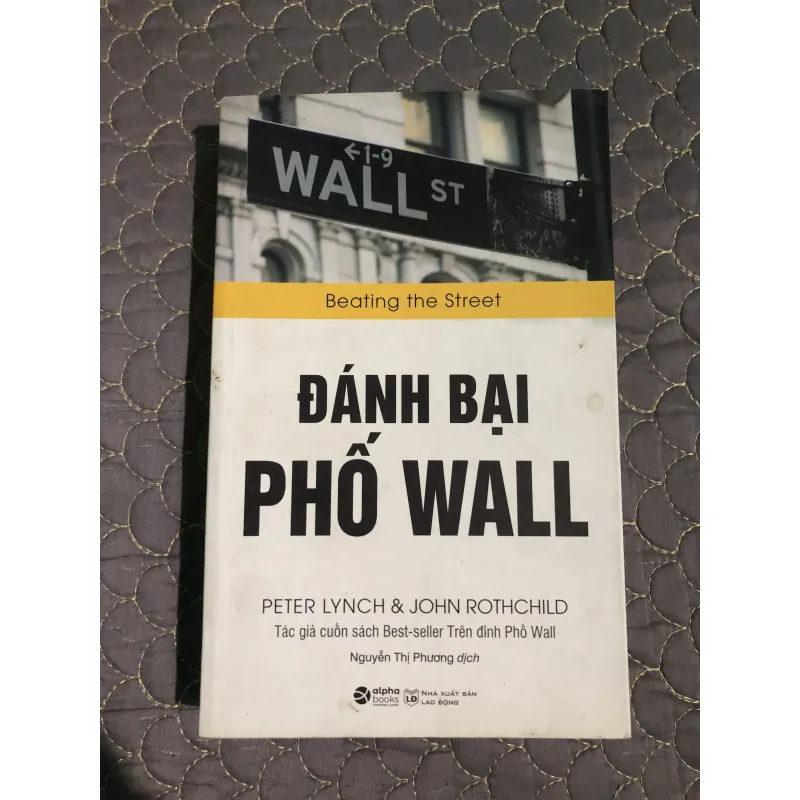 ←1-9
WALL ST
Beating the Street
ĐÁNH BẠI
PHỐ WALL
PETER LYNCH & JOHN ROTHCHILD
Tác giả cuốn sách Best-seller Trên đỉnh Phố Wall
Nguyễn Thị Phương dịch
alpha books
LĐ NHÀ XUẤT BẢN
LAO ĐỘNG